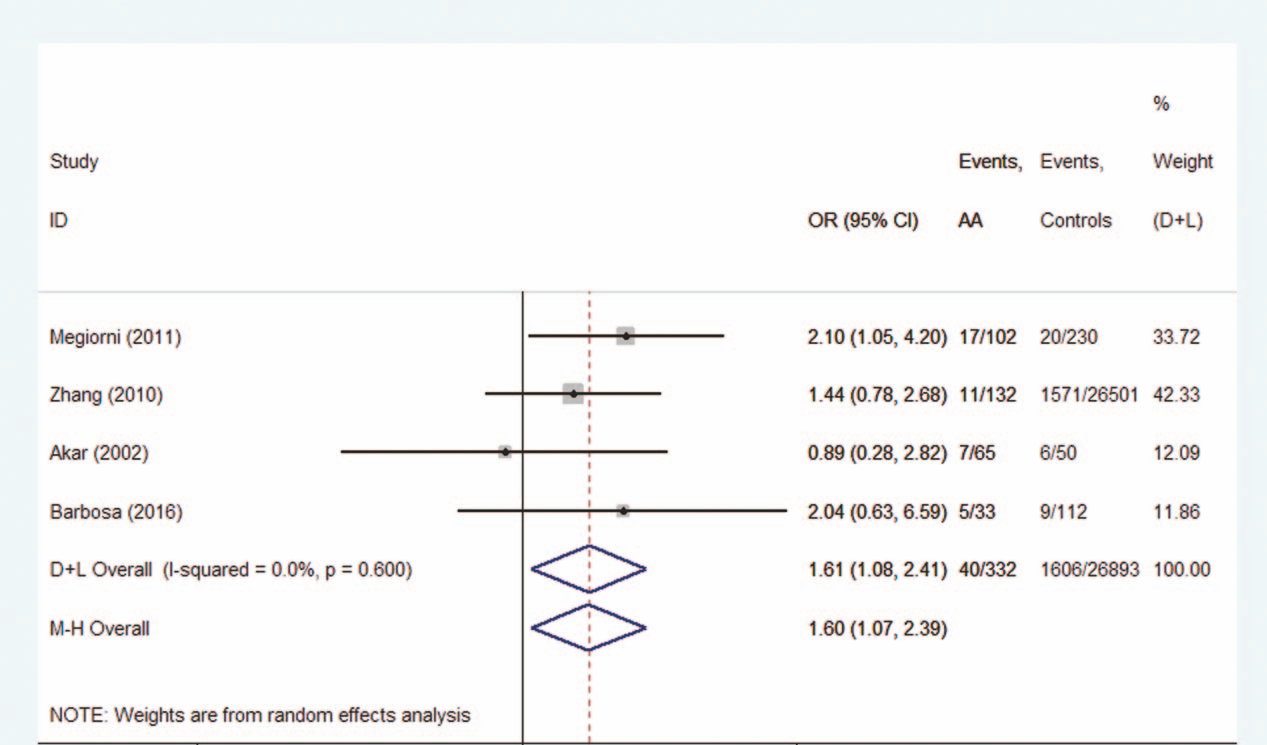 %
Study Events, Events, Weight
ID OR (95% CI) AA Controls (D+L)
Megiorni (2011) 2.10 (1.05, 4.20) 17/102 20/230 33.72
Zhang (2010) 1.44 (0.78, 2.68) 11/132 1571/26501 42.33
Akar (2002) 0.89 (0.28, 2.82) 7/65 6/50 12.09
Barbosa (2016) 2.04 (0.63, 6.59) 5/33 9/112 11.86
D+L Overall (I-squared = 0.0%, p = 0.600) 1.61 (1.08, 2.41) 40/332 1606/26893 100.00
M-H Overall 1.60 (1.07, 2.39)
NOTE: Weights are from random effects analysis